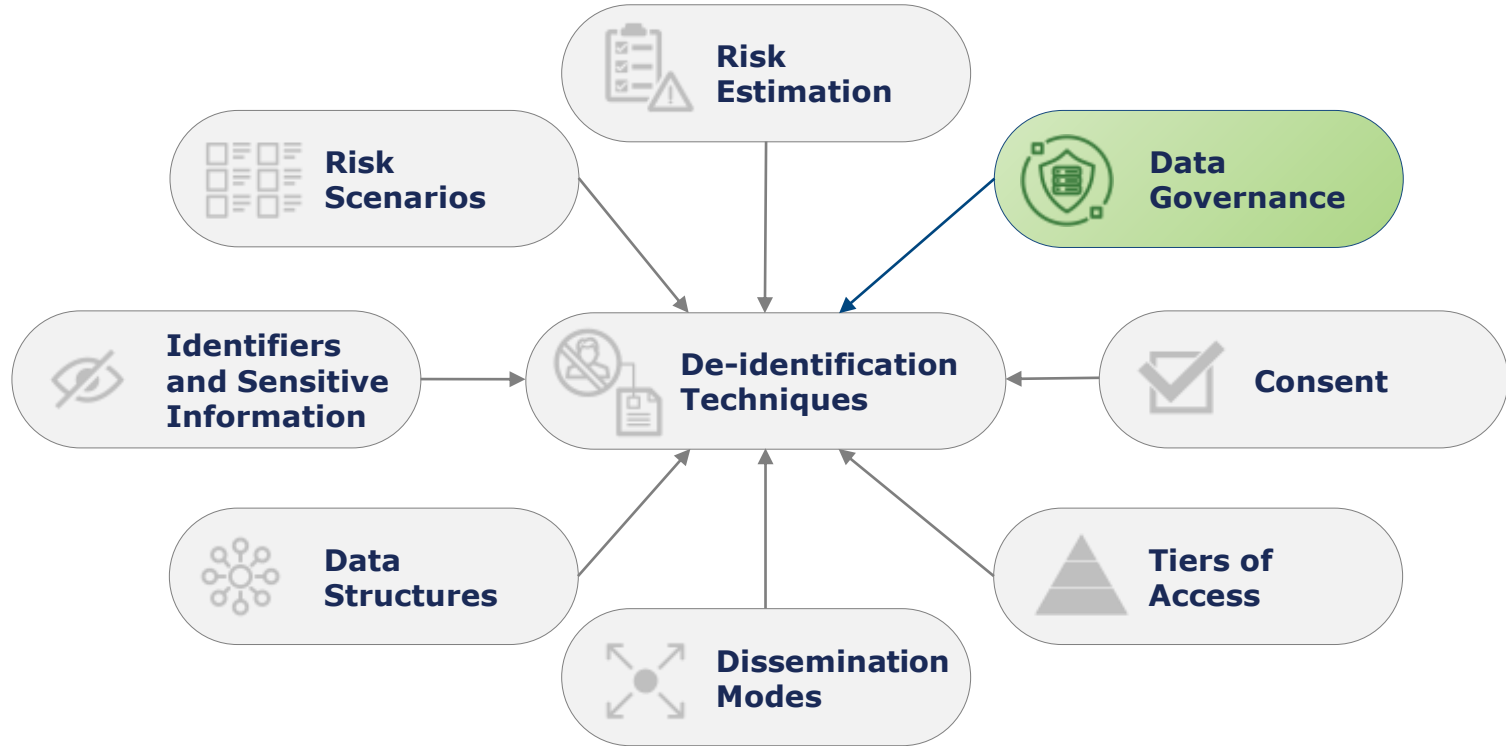 Risk
Estimation
Risk
Scenarios
Data
Governance
Identifiers
and Sensitive
Information
De-identification
Techniques
Consent
Data
Structures
Tiers of
Access
Dissemination
Modes